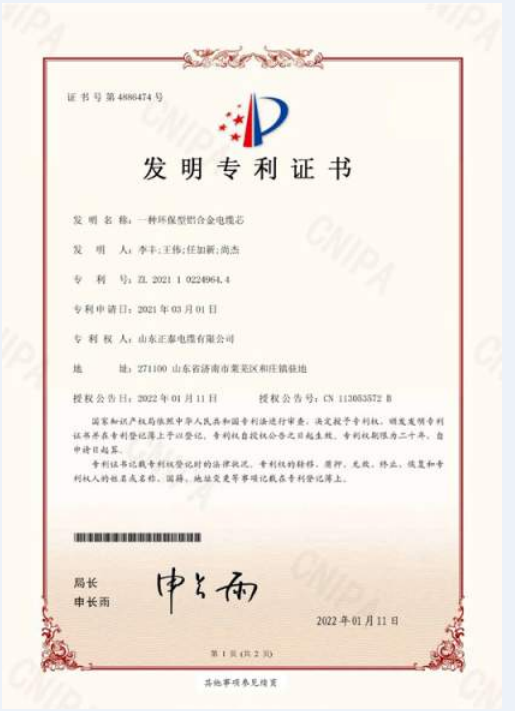 证书号第4886474号
发明专利证书
发明名称：一种环保型铝合金电缆芯
发明人：李丰;王伟;任加新;尚杰
专利号：ZL 2021 1 0224964.4
专利申请日：2021年03月01日
专利权人：山东正泰电缆有限公司
地址：271100 山东省济南市莱芜区和庄镇驻地
授权公告日：2022年01月11日 授权公告号：CN 113053572 B
国家知识产权局依照中华人民共和国专利法进行审查，决定授予专利权，颁发发明专利
证书并在专利登记簿上予以登记。专利权自授权公告之日起生效。专利权期限为二十年，自
申请日起算。
专利证书记载专利权登记时的法律状况。专利权的转移、质押、无效、终止、恢复和专
利权人的姓名或名称、国籍、地址变更等事项记载在专利登记簿上。
局长
申长雨
申长雨
2022年01月11日
第 1 页 (共 2 页)
其他事项参见续页
CNIPA
CNIPA
CNIPA
CNIPA